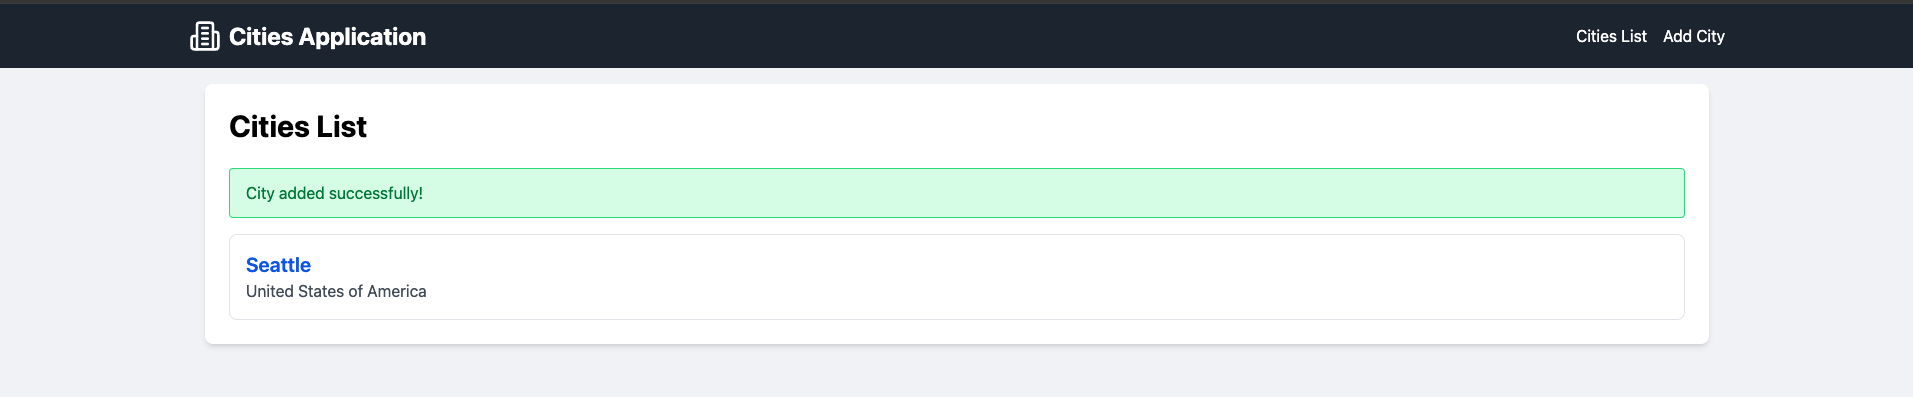 Cities Application
Cities List
Add City
Cities List
City added successfully!
Seattle
United States of America